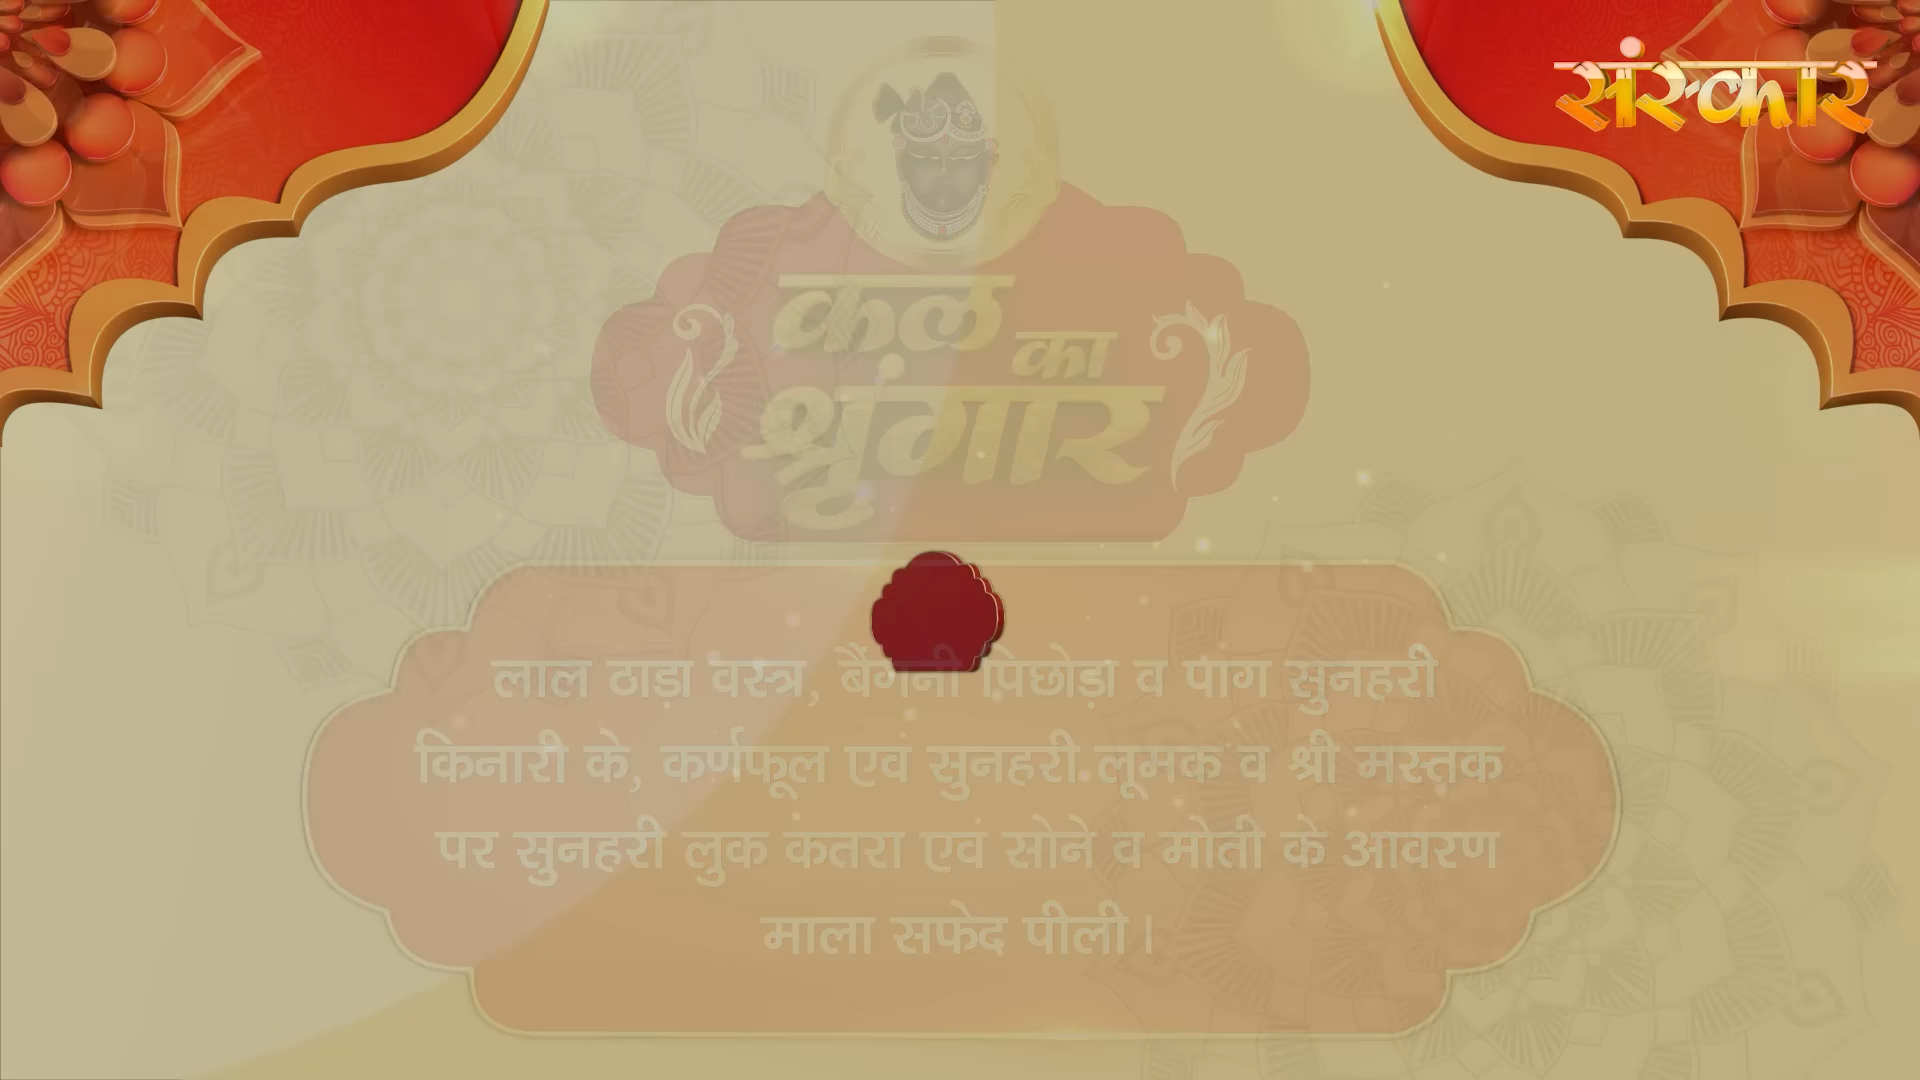 संस्कार
कल का
श्रृंगार
लाल ठाड़ा वस्त्र, बैंगनी पिछोड़ा व पाग सुनहरी
किनारी के, कर्णफूल एवं सुनहरी लूमक व श्री मस्तक
पर सुनहरी लुक कतरा एवं सोने व मोती के आवरण
माला सफेद पीली।